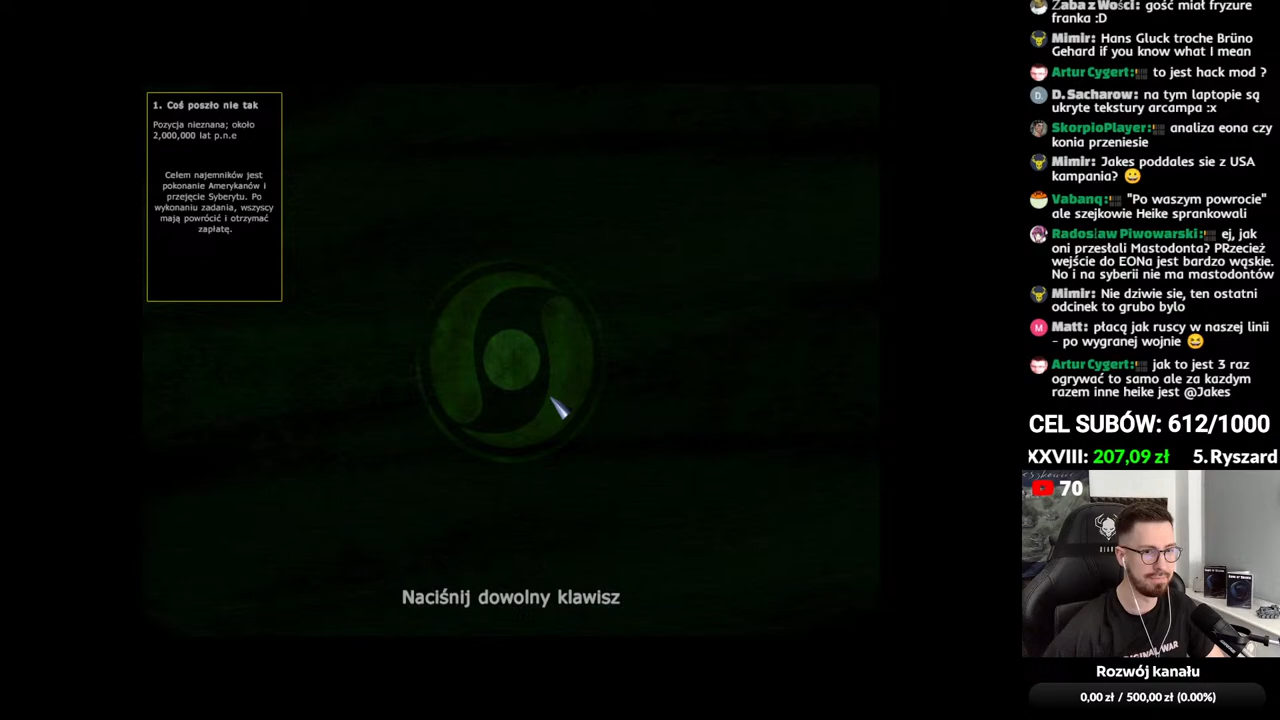 1. Coś poszło nie tak
Pozycja nieznana; około
2,000,000 lat p.n.e
Celem najemników jest
pokonanie Amerykanów i
przejęcie Syberytu. Po
wykonaniu zadania, wszyscy
mają powrócić i otrzymać
zapłatę.
Naciśnij dowolny klawisz
Żaba z Wości: gość miał fryzure
franka :D
Mimir: Hans Gluck troche Brüno
Gehard if you know what I mean
Artur Cygert: to jest hack mod ?
D. Sacharow: na tym laptopie są
ukryte tekstury arcampa :x
SkorpioPlayer: analiza eona czy
konia przeniesie
Mimir: Jakes poddales sie z USA
kampania?
Vabanq: "Po waszym powrocie"
ale szejkowie Heike sprankowali
Radosław Piwowarski: ej, jak
oni przesłali Mastodonta? PRzecież
wejście do EONa jest bardzo wąskie.
No i na syberii nie ma mastodontów
Mimir: Nie dziwie sie, ten ostatni
odcinek to grubo bylo
M Matt: płacą jak ruscy w naszej linii
- po wygranej wojnie
Artur Cygert: jak to jest 3 raz
ogrywać to samo ale za kazdym
razem inne heike jest @Jakes
CEL SUBÓW: 612/1000
XXVIII: 207,09 zł 5. Ryszard
70
Rozwój kanału
0,00 zł / 500,00 zł (0.00%)